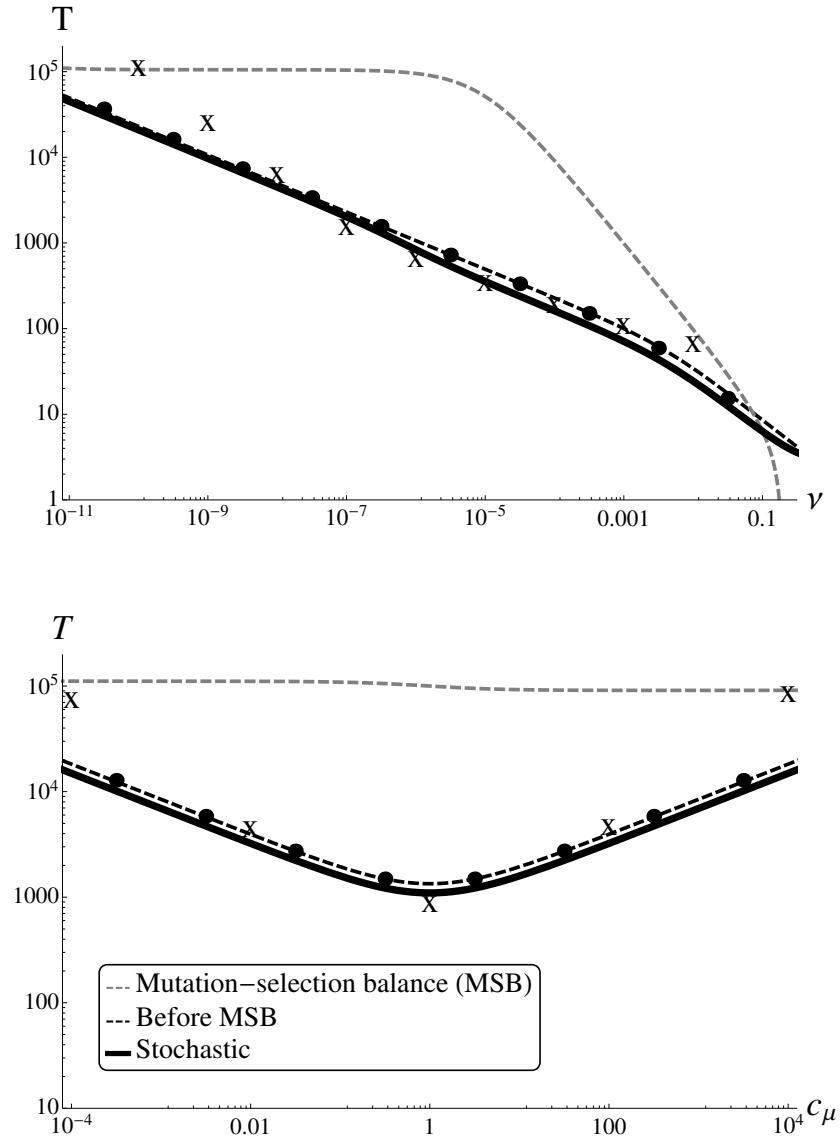 T
10^5
10^4
1000
100
10
1
10^-11 10^-9 10^-7 10^-5 0.001 0.1 ν
T
10^5
10^4
1000
100
10
Mutation−selection balance (MSB)
Before MSB
Stochastic
10^-4 0.01 1 100 10^4 c_μ